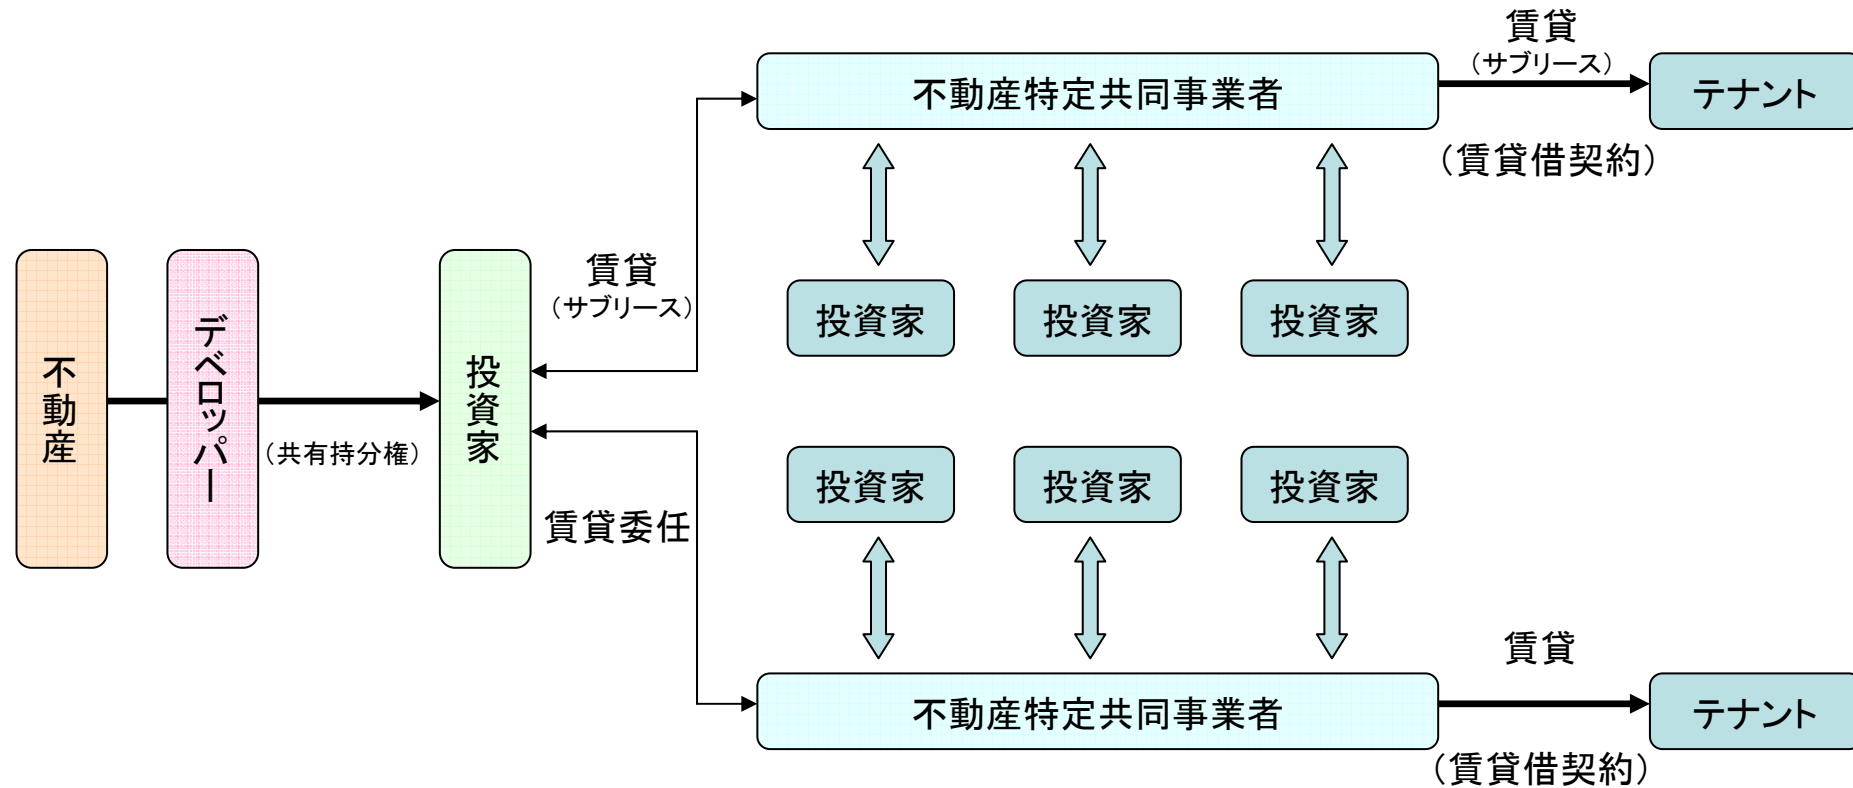 不動産
デベロッパー
（共有持分権）
投資家
賃貸
（サブリース）
賃貸委任
不動産特定共同事業者
賃貸
（サブリース）
テナント
（賃貸借契約）
投資家
投資家
投資家
投資家
投資家
投資家
不動産特定共同事業者
賃貸
テナント
（賃貸借契約）